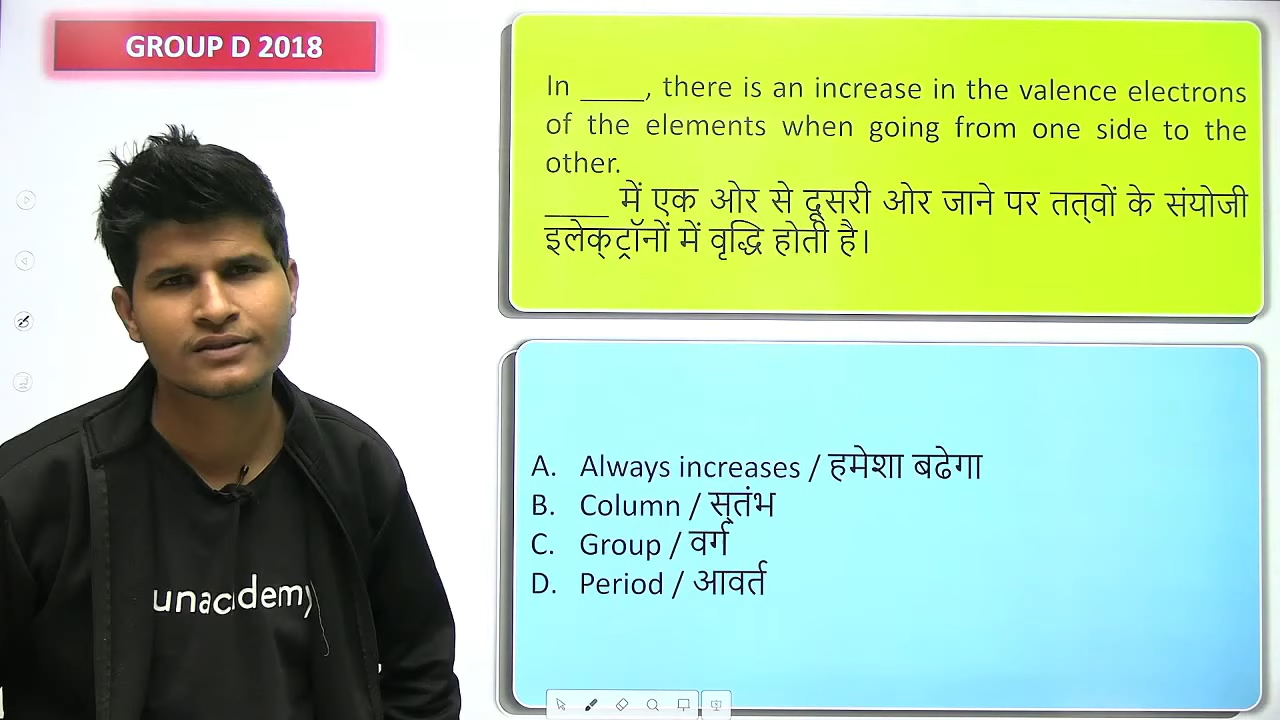 GROUP D 2018
In ____, there is an increase in the valence electrons
of the elements when going from one side to the
other.
____ में एक ओर से दूसरी ओर जाने पर तत्वों के संयोजी
इलेक्ट्रॉनों में वृद्धि होती है।
A. Always increases / हमेशा बढेगा
B. Column / स्तंभ
C. Group / वर्ग
D. Period / आवर्त
unacademy